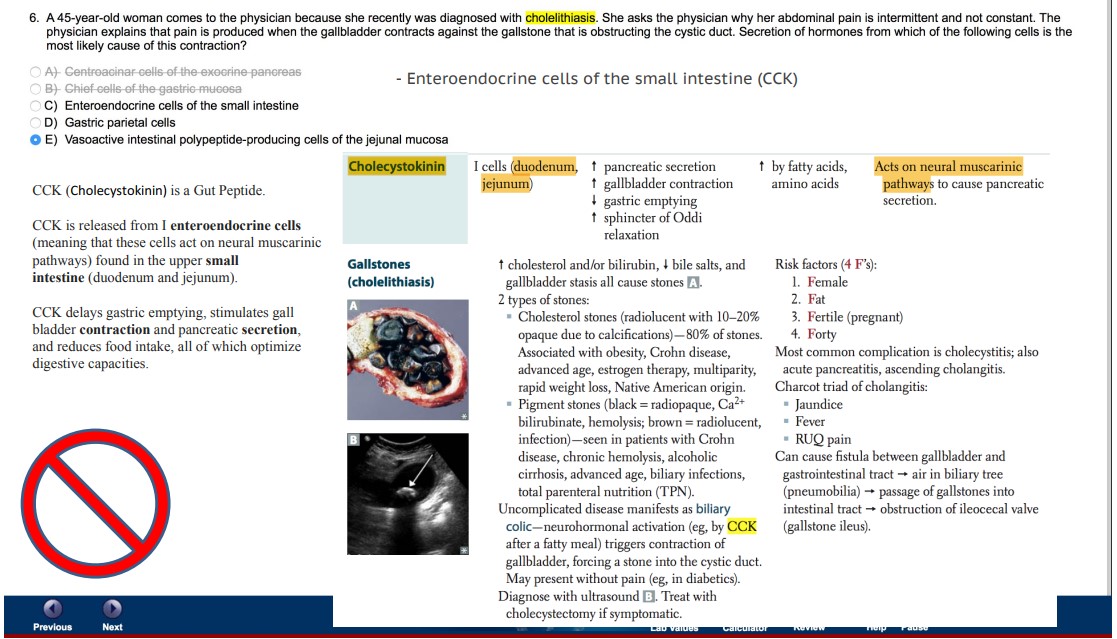 6. A 45-year-old woman comes to the physician because she recently was diagnosed with cholelithiasis. She asks the physician why her abdominal pain is intermittent and not constant. The
physician explains that pain is produced when the gallbladder contracts against the gallstone that is obstructing the cystic duct. Secretion of hormones from which of the following cells is the
most likely cause of this contraction?
A) Centroacinar cells of the exocrine pancreas
B) Chief cells of the gastric mucosa
C) Enteroendocrine cells of the small intestine
D) Gastric parietal cells
E) Vasoactive intestinal polypeptide-producing cells of the jejunal mucosa
- Enteroendocrine cells of the small intestine (CCK)
CCK (Cholecystokinin) is a Gut Peptide.
CCK is released from I enteroendocrine cells
(meaning that these cells act on neural muscarinic
pathways) found in the upper small
intestine (duodenum and jejunum).
CCK delays gastric emptying, stimulates gall
bladder contraction and pancreatic secretion,
and reduces food intake, all of which optimize
digestive capacities.
Cholecystokinin
I cells (duodenum,
jejunum)
↑ pancreatic secretion
↑ gallbladder contraction
↓ gastric emptying
↑ sphincter of Oddi
relaxation
↑ by fatty acids,
amino acids
Acts on neural muscarinic
pathways to cause pancreatic
secretion.
Gallstones
(cholelithiasis)
A
B
↑ cholesterol and/or bilirubin, ↓ bile salts, and
gallbladder stasis all cause stones A.
2 types of stones:
▪ Cholesterol stones (radiolucent with 10–20%
opaque due to calcifications)—80% of stones.
Associated with obesity, Crohn disease,
advanced age, estrogen therapy, multiparity,
rapid weight loss, Native American origin.
▪ Pigment stones (black = radiopaque, Ca2+
bilirubinate, hemolysis; brown = radiolucent,
infection)—seen in patients with Crohn
disease, chronic hemolysis, alcoholic
cirrhosis, advanced age, biliary infections,
total parenteral nutrition (TPN).
Uncomplicated disease manifests as biliary
colic—neurohormonal activation (eg, by CCK
after a fatty meal) triggers contraction of
gallbladder, forcing a stone into the cystic duct.
May present without pain (eg, in diabetics).
Diagnose with ultrasound B. Treat with
cholecystectomy if symptomatic.
Risk factors (4 F's):
1. Female
2. Fat
3. Fertile (pregnant)
4. Forty
Most common complication is cholecystitis; also
acute pancreatitis, ascending cholangitis.
Charcot triad of cholangitis:
▪ Jaundice
▪ Fever
▪ RUQ pain
Can cause fistula between gallbladder and
gastrointestinal tract → air in biliary tree
(pneumobilia) → passage of gallstones into
intestinal tract → obstruction of ileocecal valve
(gallstone ileus).
Previous Next Lab Values Calculator Review Help Pause